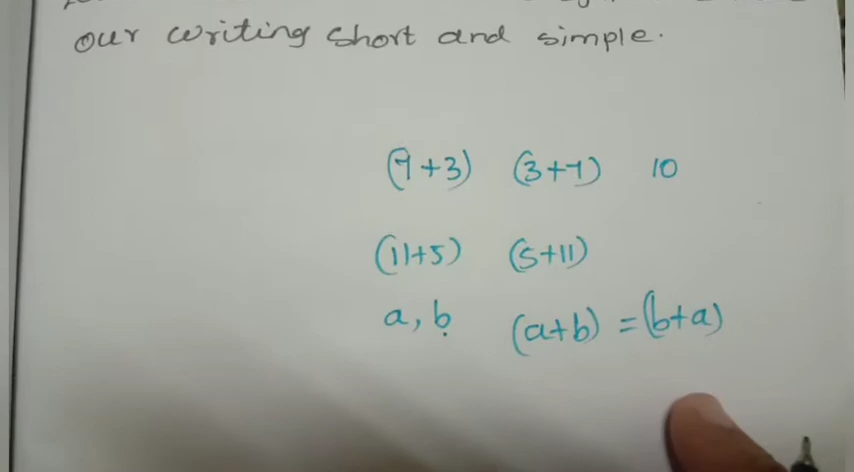 our writing short and simple.
(7+3) (3+7) 10
(11+5) (5+11)
a, b (a+b) = (b+a)